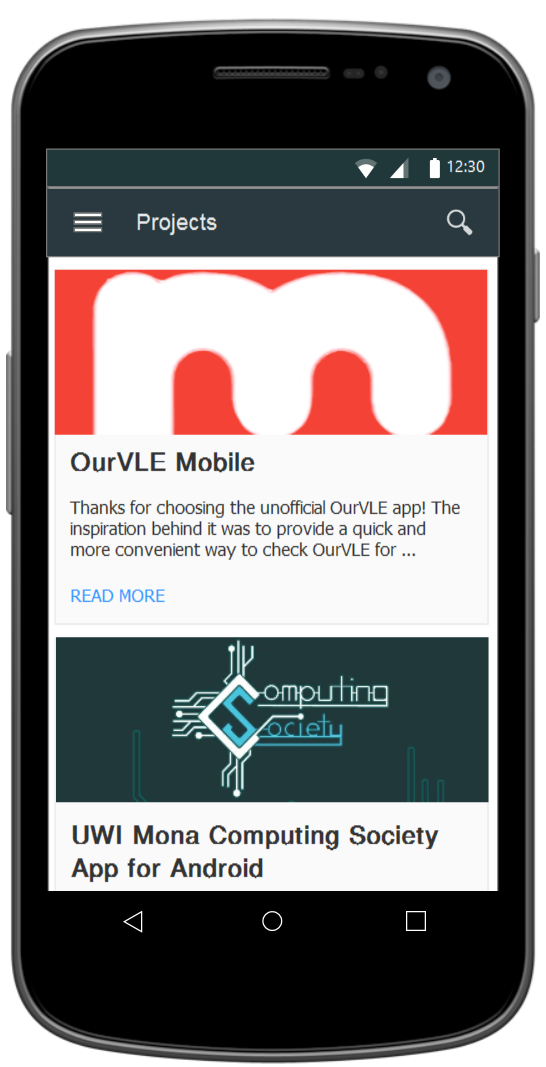 12:30
Projects
m
OurVLE Mobile
Thanks for choosing the unofficial OurVLE app! The
inspiration behind it was to provide a quick and
more convenient way to check OurVLE for ...
READ MORE
Computing
Society
UWI Mona Computing Society
App for Android